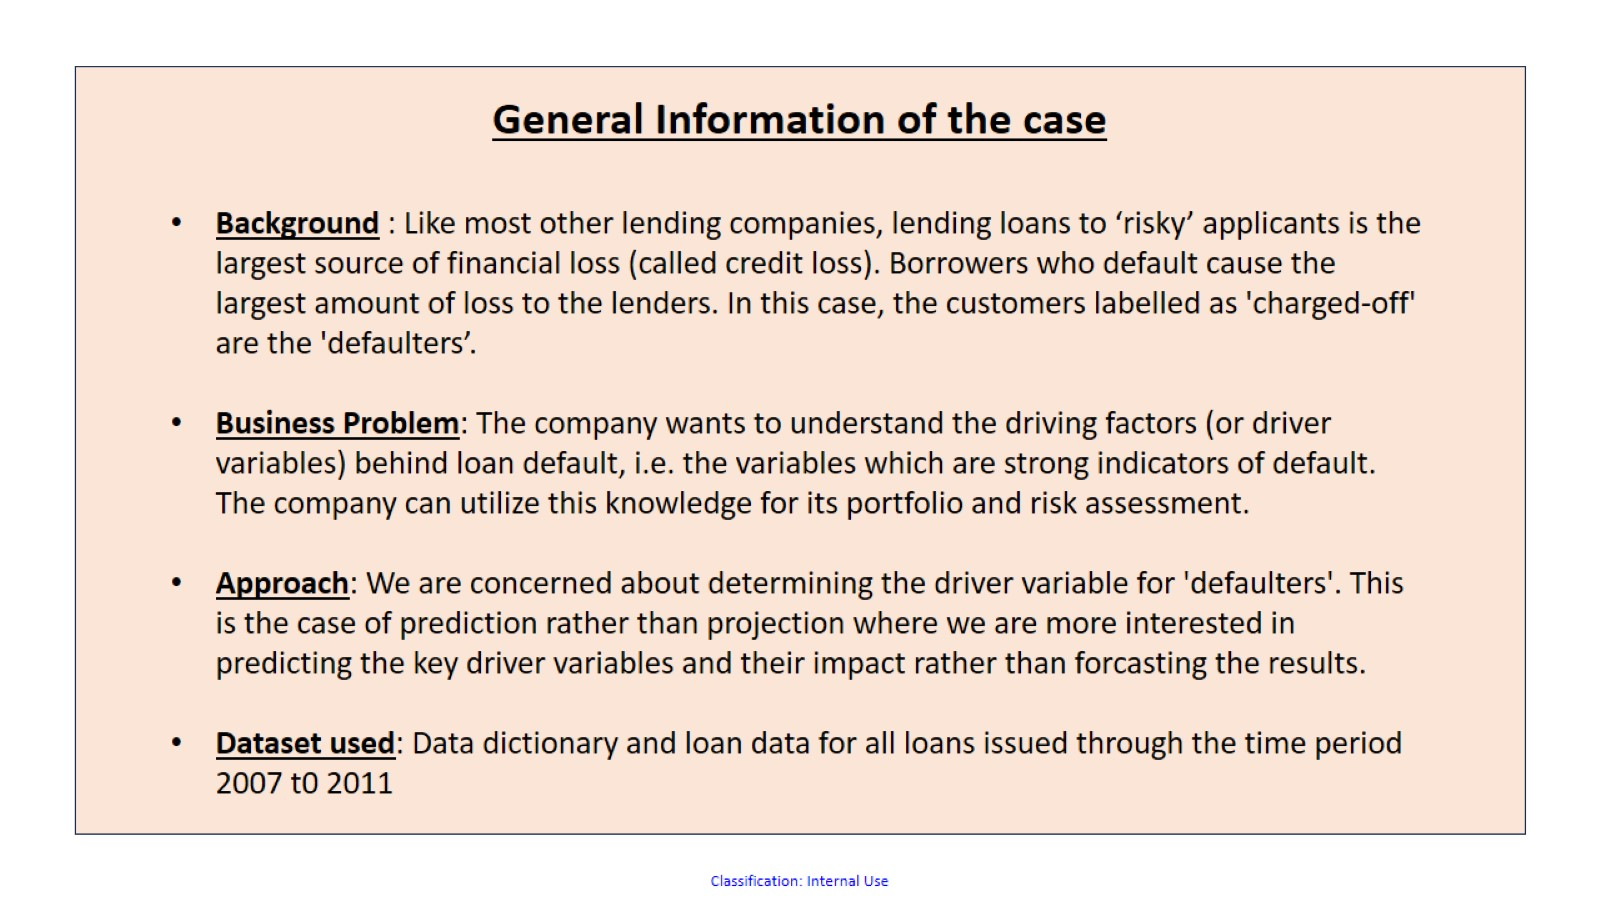 General Information of the case
• Background : Like most other lending companies, lending loans to ‘risky’ applicants is the
largest source of financial loss (called credit loss). Borrowers who default cause the
largest amount of loss to the lenders. In this case, the customers labelled as 'charged-off'
are the 'defaulters’.
• Business Problem: The company wants to understand the driving factors (or driver
variables) behind loan default, i.e. the variables which are strong indicators of default.
The company can utilize this knowledge for its portfolio and risk assessment.
• Approach: We are concerned about determining the driver variable for 'defaulters'. This
is the case of prediction rather than projection where we are more interested in
predicting the key driver variables and their impact rather than forcasting the results.
• Dataset used: Data dictionary and loan data for all loans issued through the time period
2007 t0 2011
Classification: Internal Use